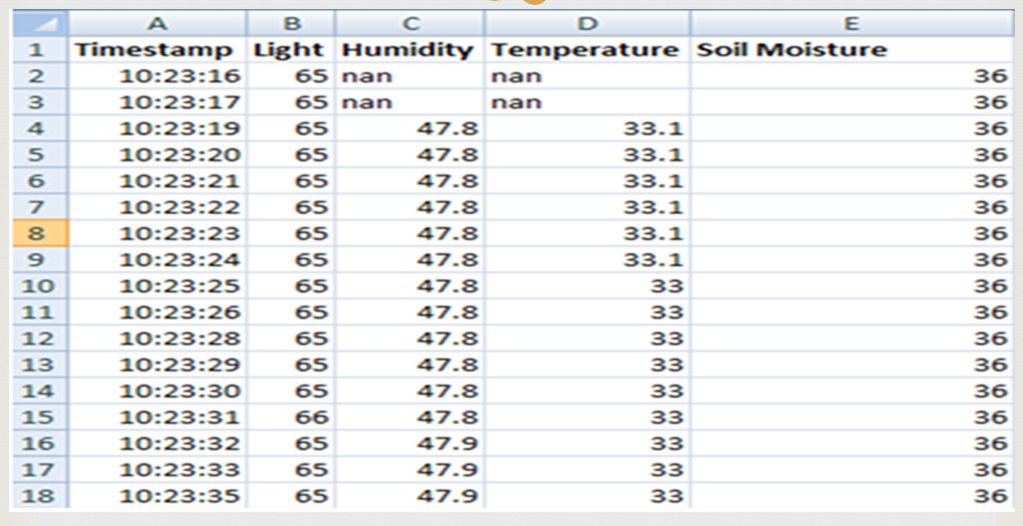 A B C D E
1 Timestamp Light Humidity Temperature Soil Moisture
2 10:23:16 65 nan nan 36
3 10:23:17 65 nan nan 36
4 10:23:19 65 47.8 33.1 36
5 10:23:20 65 47.8 33.1 36
6 10:23:21 65 47.8 33.1 36
7 10:23:22 65 47.8 33.1 36
8 10:23:23 65 47.8 33.1 36
9 10:23:24 65 47.8 33.1 36
10 10:23:25 65 47.8 33 36
11 10:23:26 65 47.8 33 36
12 10:23:28 65 47.8 33 36
13 10:23:29 65 47.8 33 36
14 10:23:30 65 47.8 33 36
15 10:23:31 66 47.8 33 36
16 10:23:32 65 47.9 33 36
17 10:23:33 65 47.9 33 36
18 10:23:35 65 47.9 33 36